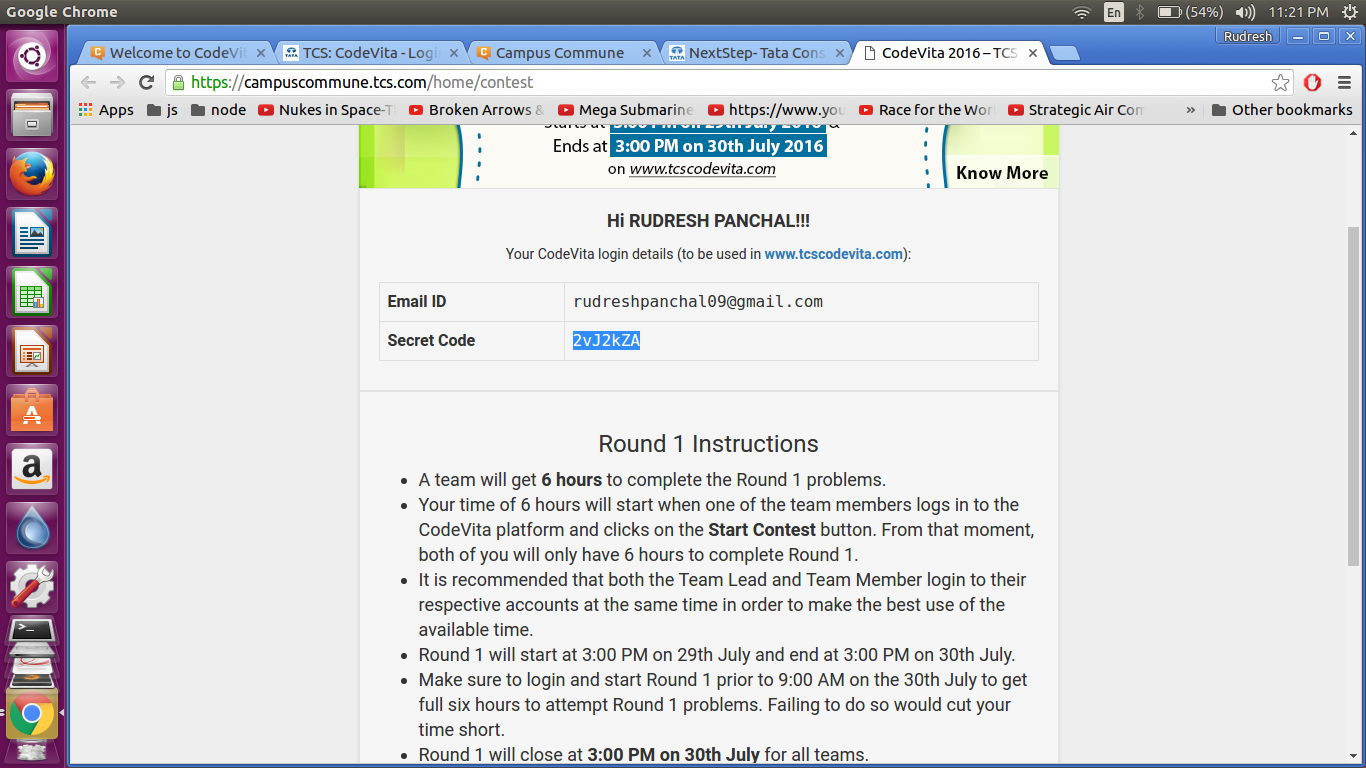 Google Chrome En (54%) 11:21 PM
Rudresh
Welcome to CodeVit TCS: CodeVita - Logi Campus Commune NextStep- Tata Cons CodeVita 2016 – TCS
https://campuscommune.tcs.com/home/contest
Apps js node Nukes in Space-T Broken Arrows & Mega Submarine https://www.you Race for the Wor Strategic Air Com » Other bookmarks
Starts at 3:00 PM on 29th July 2016 &
Ends at 3:00 PM on 30th July 2016
on www.tcscodevita.com
Know More
Hi RUDRESH PANCHAL!!!
Your CodeVita login details (to be used in www.tcscodevita.com):
Email ID rudreshpanchal09@gmail.com
Secret Code 2vJ2kZA
Round 1 Instructions
• A team will get 6 hours to complete the Round 1 problems.
• Your time of 6 hours will start when one of the team members logs in to the
CodeVita platform and clicks on the Start Contest button. From that moment,
both of you will only have 6 hours to complete Round 1.
• It is recommended that both the Team Lead and Team Member login to their
respective accounts at the same time in order to make the best use of the
available time.
• Round 1 will start at 3:00 PM on 29th July and end at 3:00 PM on 30th July.
• Make sure to login and start Round 1 prior to 9:00 AM on the 30th July to get
full six hours to attempt Round 1 problems. Failing to do so would cut your
time short.
• Round 1 will close at 3:00 PM on 30th July for all teams.